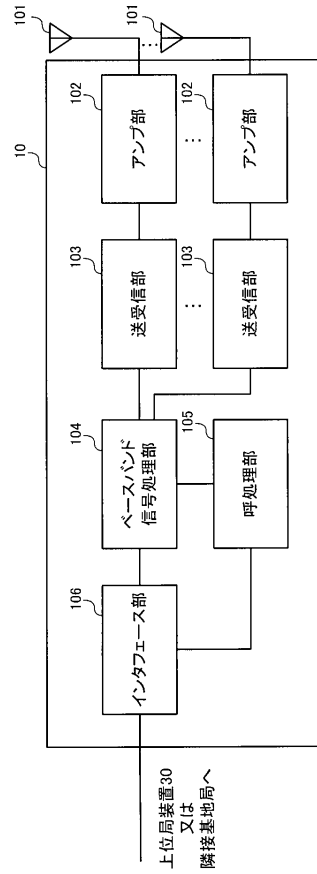 10
101
101
102
アンプ部
102
アンプ部
103
送受信部
103
送受信部
104
ベースバンド
信号処理部
105
呼処理部
106
インタフェース部
上位局装置30
又は
隣接基地局へ